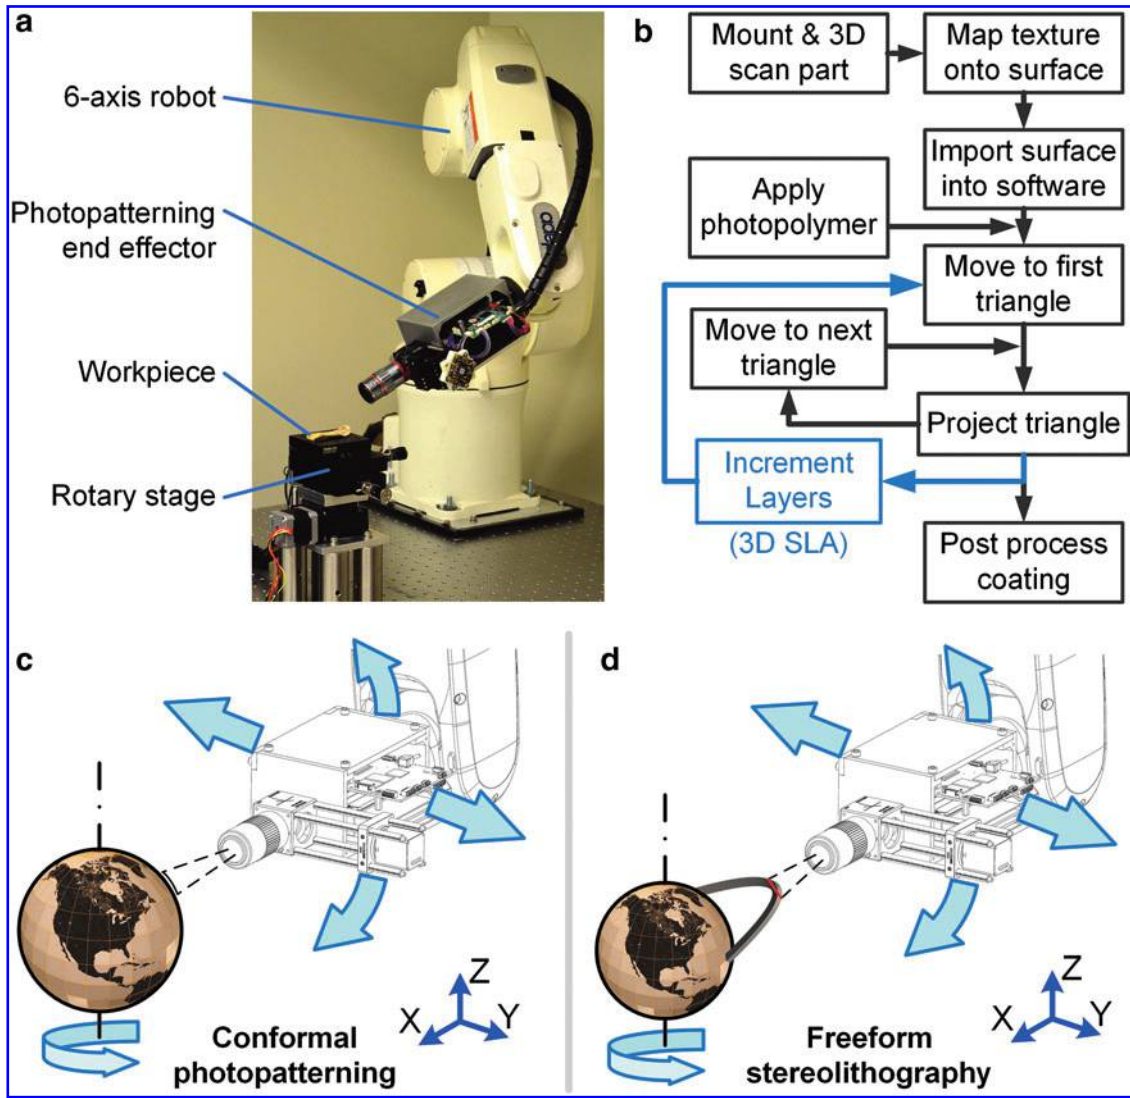 a
6-axis robot
Photopatterning
end effector
Workpiece
Rotary stage
b
Mount & 3D
scan part
Map texture
onto surface
Import surface
into software
Apply
photopolymer
Move to first
triangle
Move to next
triangle
Project triangle
Increment
Layers
(3D SLA)
Post process
coating
c
Z
X
Y
Conformal
photopatterning
d
Z
X
Y
Freeform
stereolithography